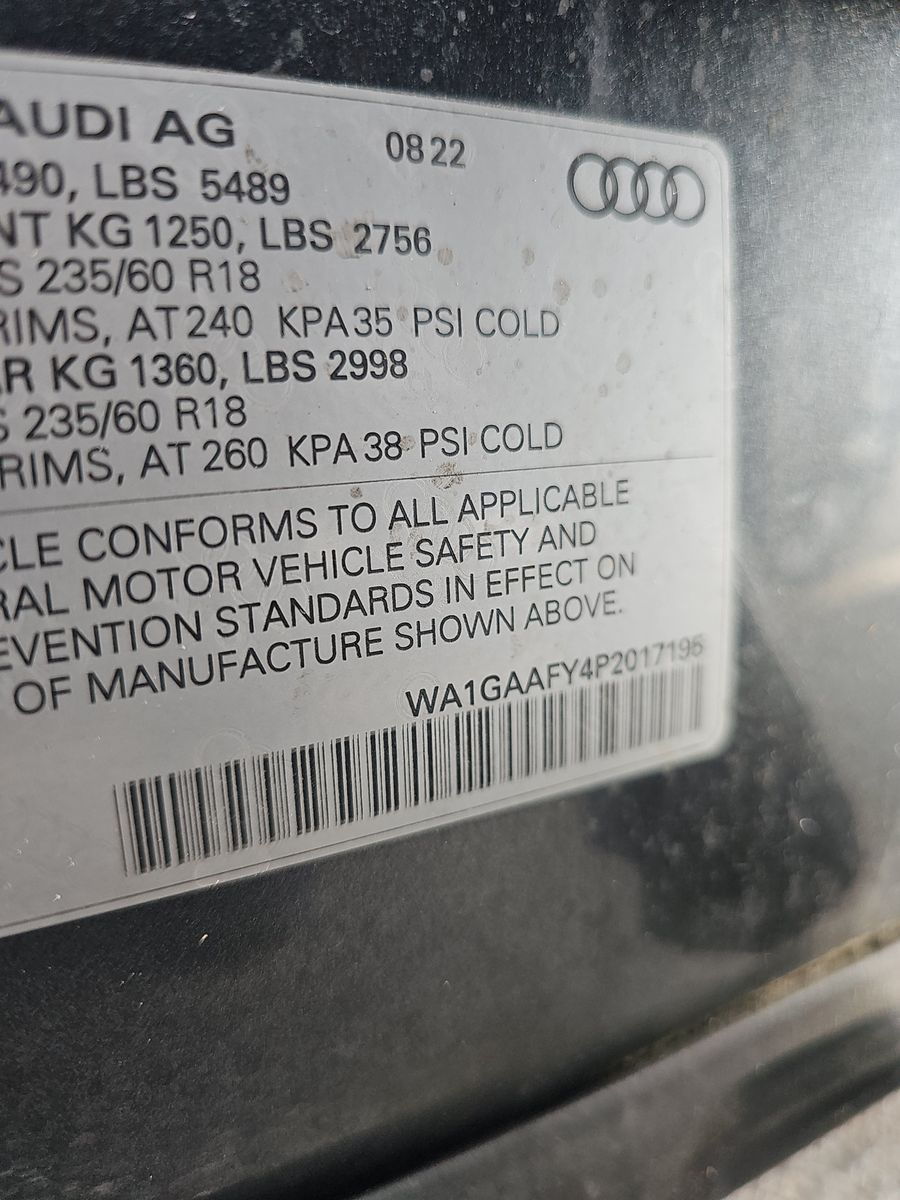 AUDI AG 08 22
490, LBS 5489
NT KG 1250, LBS 2756
S 235/60 R18
RIMS, AT 240 KPA 35 PSI COLD
R KG 1360, LBS 2998
S 235/60 R18
RIMS, AT 260 KPA 38 PSI COLD
CLE CONFORMS TO ALL APPLICABLE
RAL MOTOR VEHICLE SAFETY AND
EVENTION STANDARDS IN EFFECT ON
OF MANUFACTURE SHOWN ABOVE.
WA1GAAFY4P2017195